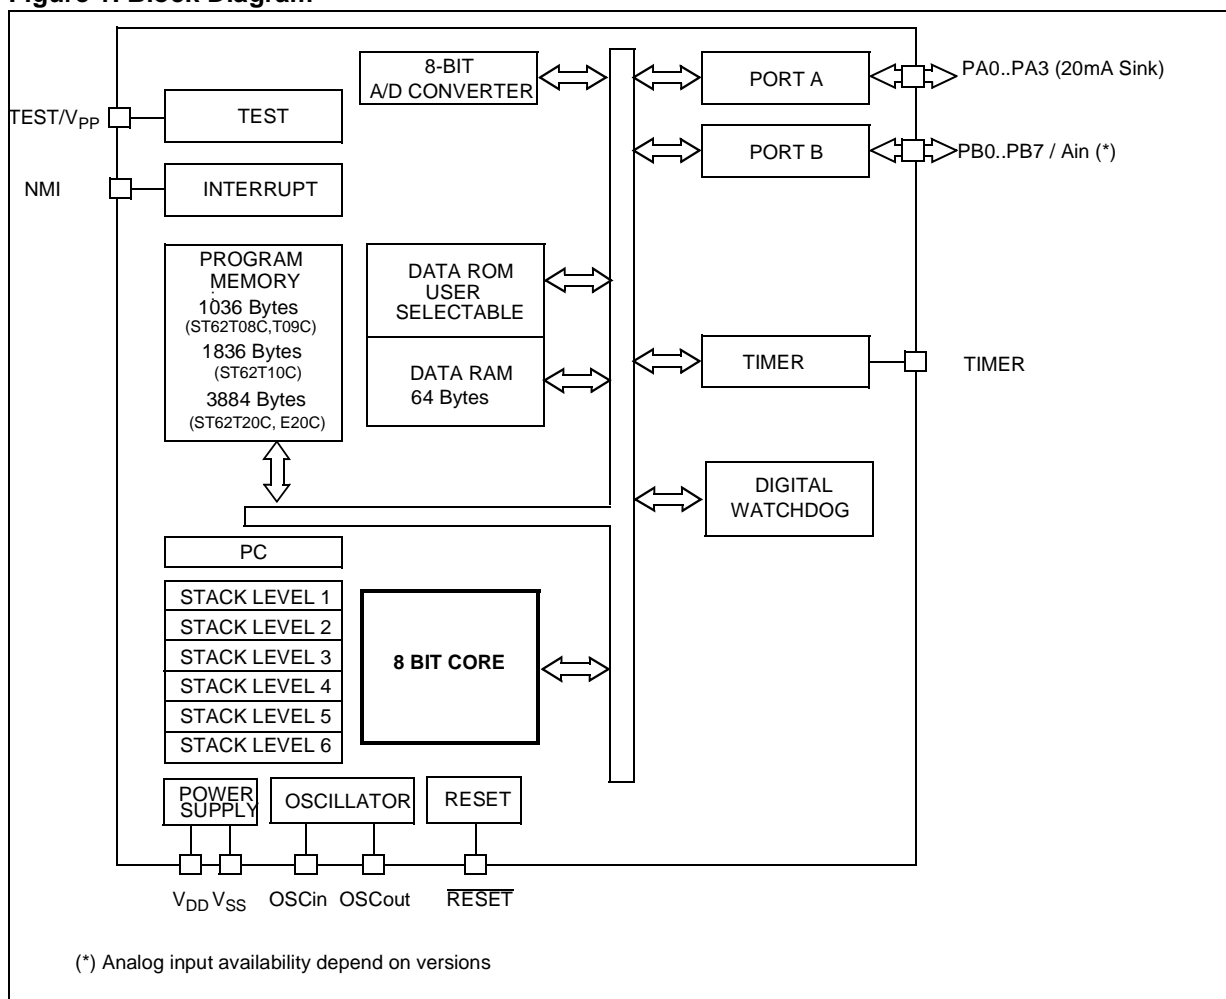 8-BIT
A/D CONVERTER
PORT A
PA0..PA3 (20mA Sink)
TEST/VPP
TEST
PORT B
PB0..PB7 / Ain (*)
NMI
INTERRUPT
PROGRAM
MEMORY
1036 Bytes
(ST62T08C,T09C)
1836 Bytes
(ST62T10C)
3884 Bytes
(ST62T20C, E20C)
DATA ROM
USER
SELECTABLE
DATA RAM
64 Bytes
TIMER
TIMER
DIGITAL
WATCHDOG
PC
STACK LEVEL 1
STACK LEVEL 2
STACK LEVEL 3
STACK LEVEL 4
STACK LEVEL 5
STACK LEVEL 6
8 BIT CORE
POWER
SUPPLY
OSCILLATOR
RESET
VDD VSS
OSCin OSCout
RESET
(*) Analog input availability depend on versions